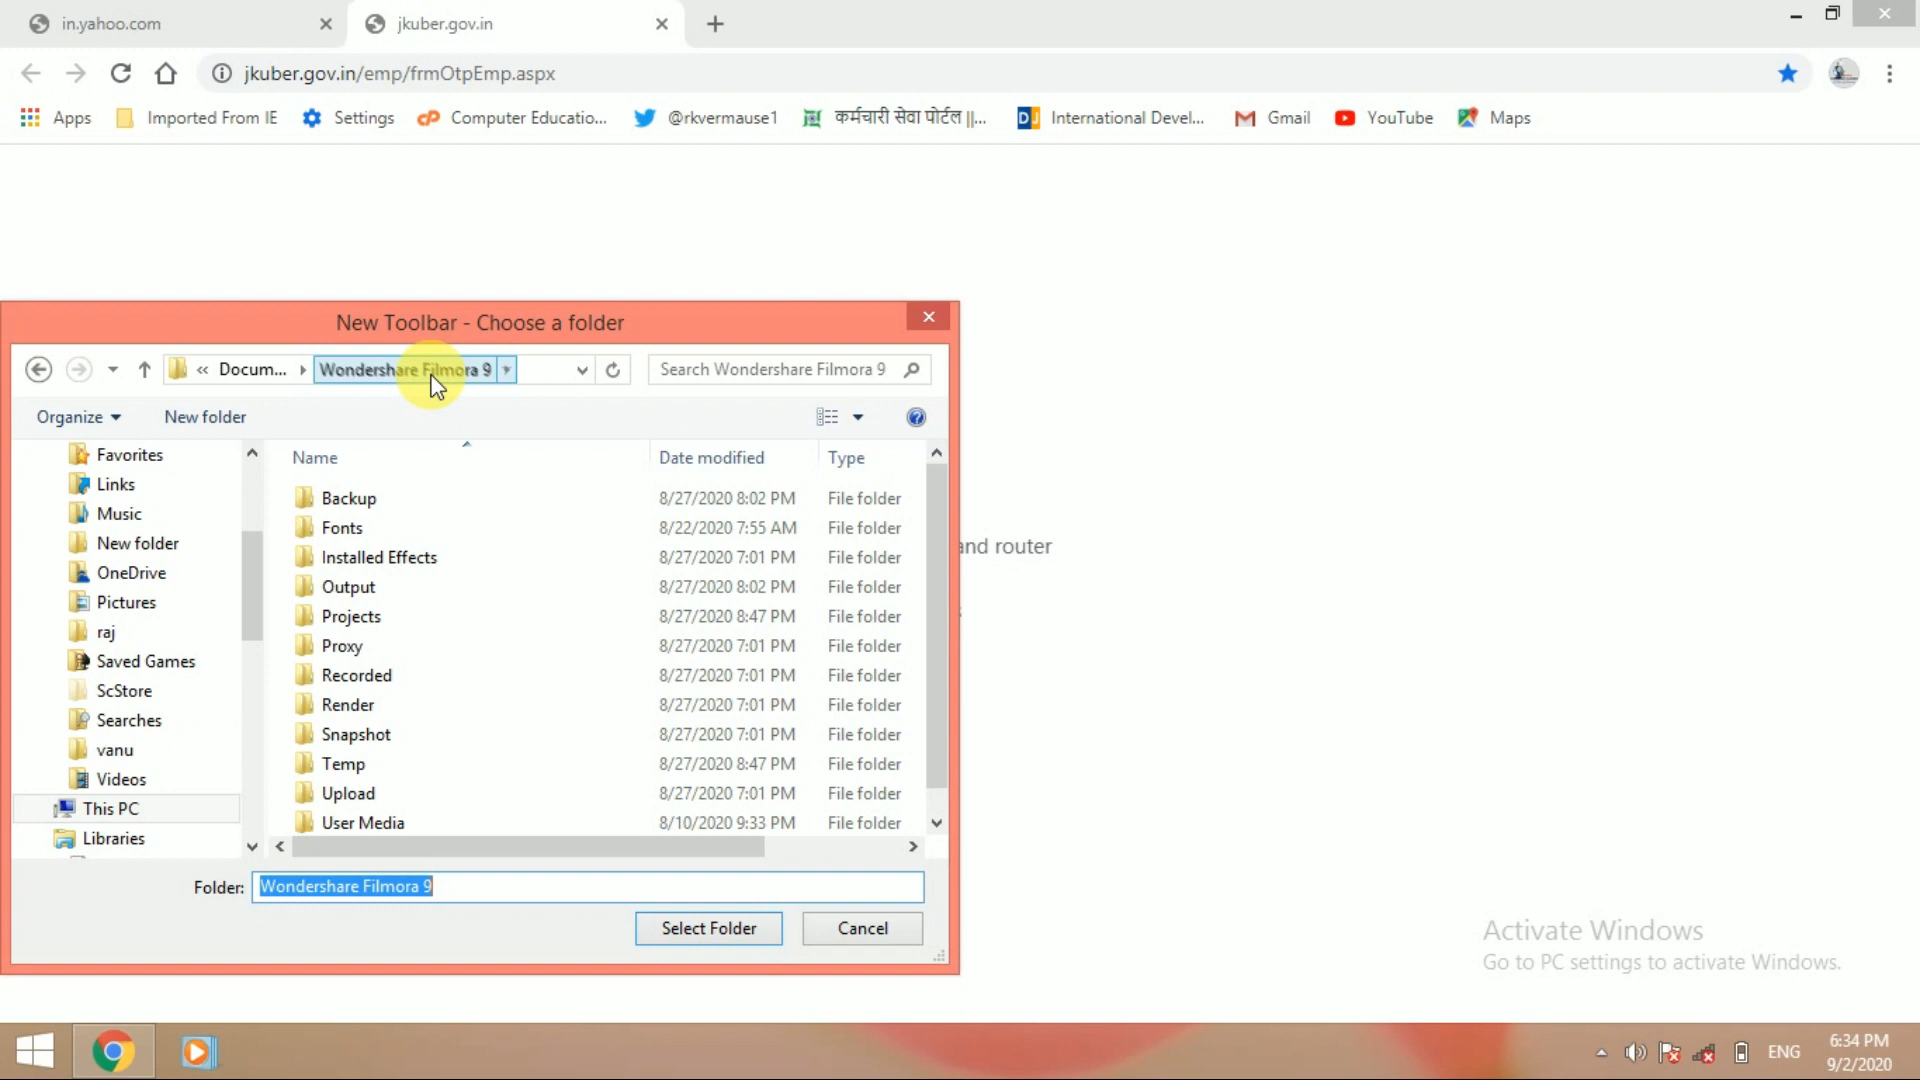 in.yahoo.com
jkuber.gov.in
jkuber.gov.in/emp/frmOtpEmp.aspx
Apps
Imported From IE
Settings
Computer Educatio...
@rkvermause1
कर्मचारी सेवा पोर्टल ||...
International Devel...
Gmail
YouTube
Maps
New Toolbar - Choose a folder
« Docum... Wondershare Filmora 9
Search Wondershare Filmora 9
Organize
New folder
Favorites
Links
Music
New folder
OneDrive
Pictures
raj
Saved Games
ScStore
Searches
vanu
Videos
This PC
Libraries
Name Date modified Type
Backup 8/27/2020 8:02 PM File folder
Fonts 8/22/2020 7:55 AM File folder
Installed Effects 8/27/2020 7:01 PM File folder
Output 8/27/2020 8:02 PM File folder
Projects 8/27/2020 8:47 PM File folder
Proxy 8/27/2020 7:01 PM File folder
Recorded 8/27/2020 7:01 PM File folder
Render 8/27/2020 7:01 PM File folder
Snapshot 8/27/2020 7:01 PM File folder
Temp 8/27/2020 8:47 PM File folder
Upload 8/27/2020 7:01 PM File folder
User Media 8/10/2020 9:33 PM File folder
Folder: Wondershare Filmora 9
Select Folder
Cancel
and router
Activate Windows
Go to PC settings to activate Windows.
ENG
6:34 PM
9/2/2020